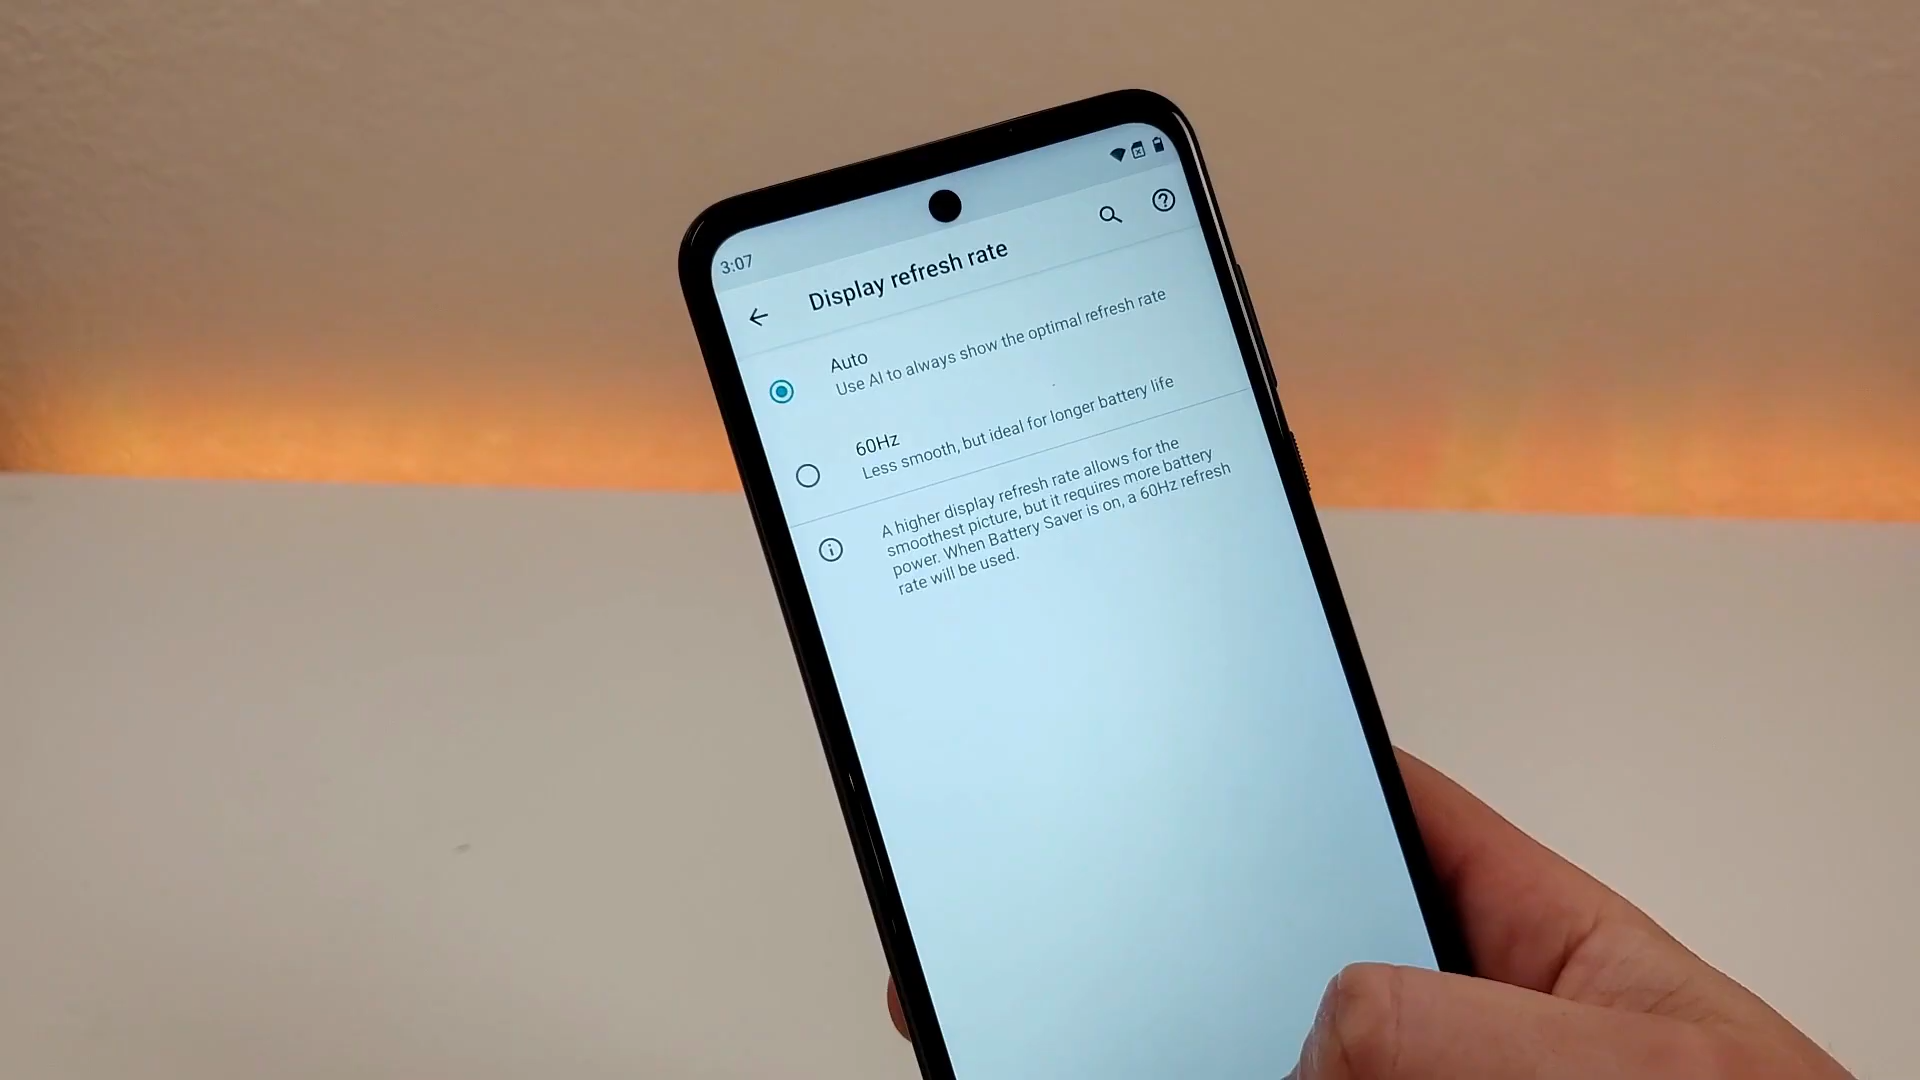 3:07
Display refresh rate
Auto
Use AI to always show the optimal refresh rate
60Hz
Less smooth, but ideal for longer battery life
A higher display refresh rate allows for the
smoothest picture, but it requires more battery
power. When Battery Saver is on, a 60Hz refresh
rate will be used.